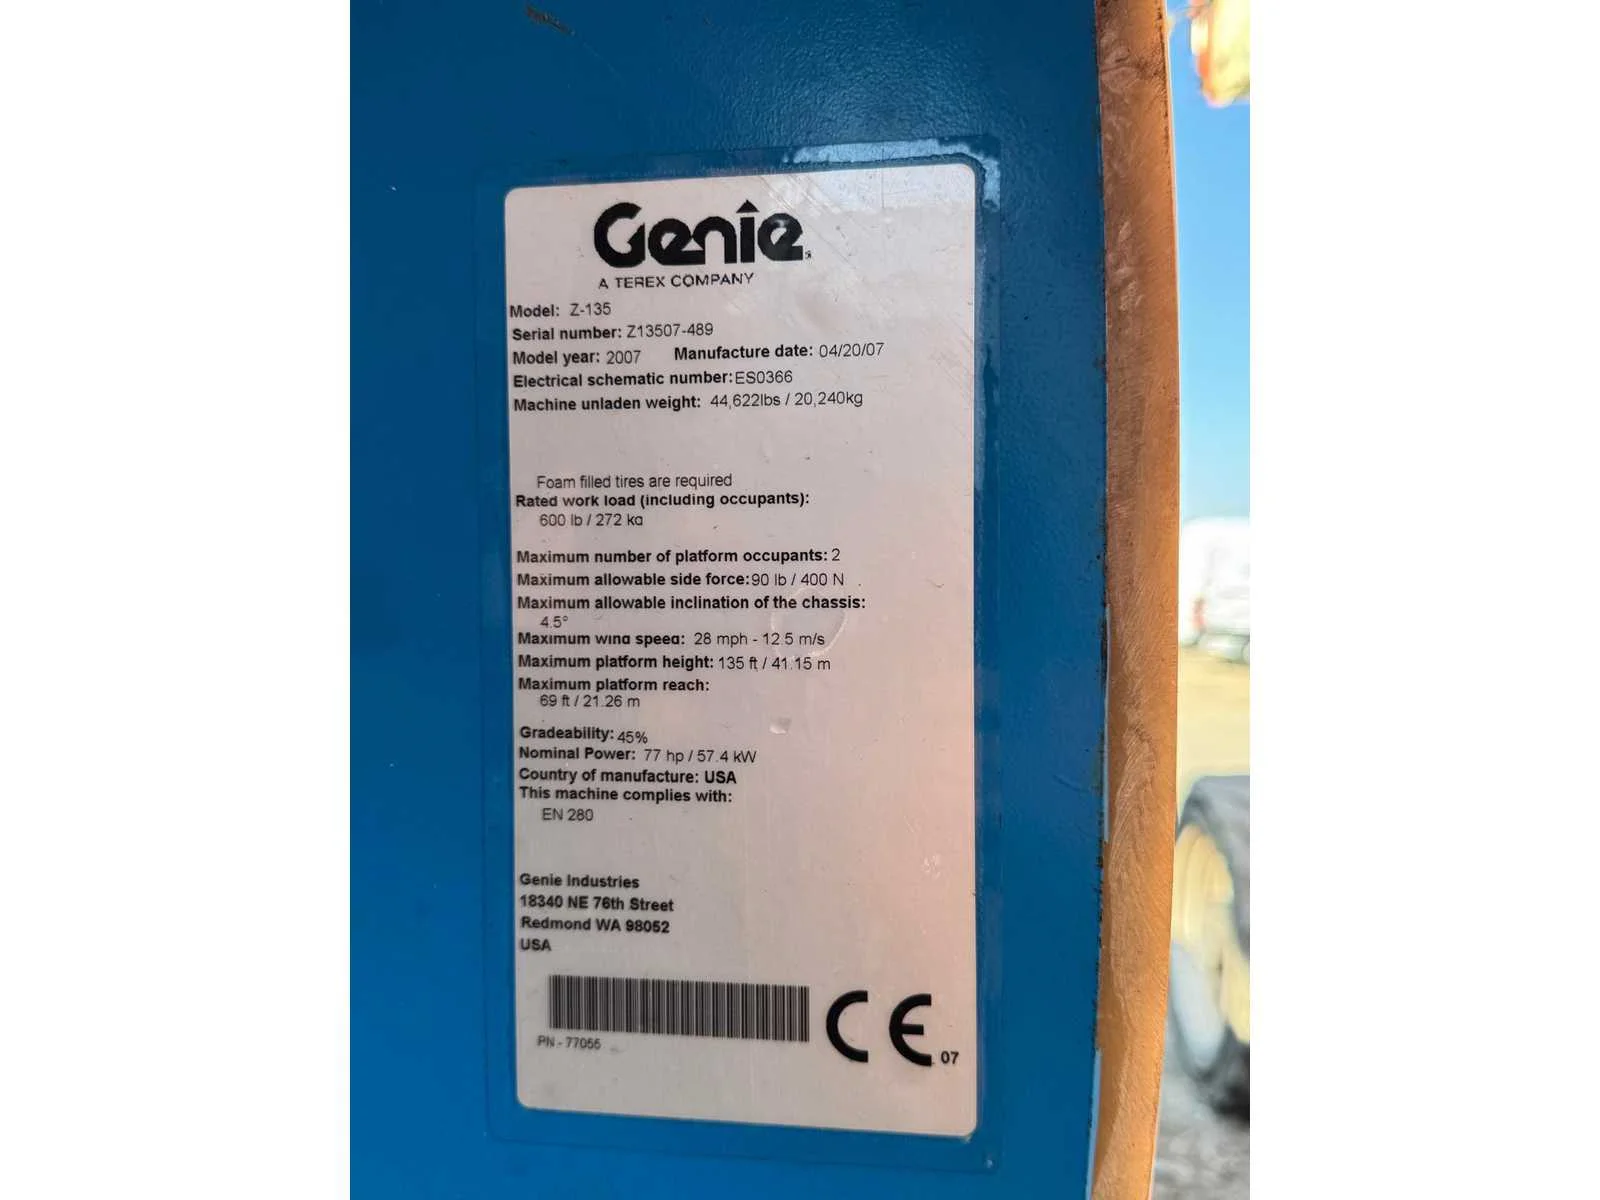 Genie
A TEREX COMPANY
Model: Z-135
Serial number: Z13507-489
Model year: 2007 Manufacture date: 04/20/07
Electrical schematic number:ES0366
Machine unladen weight: 44,622lbs / 20,240kg
Foam filled tires are required
Rated work load (including occupants):
600 lb / 272 kg
Maximum number of platform occupants: 2
Maximum allowable side force:90 lb / 400 N
Maximum allowable inclination of the chassis:
4.5°
Maximum wind speed: 28 mph - 12.5 m/s
Maximum platform height: 135 ft / 41.15 m
Maximum platform reach:
69 ft / 21.26 m
Gradeability: 45%
Nominal Power: 77 hp / 57.4 kW
Country of manufacture: USA
This machine complies with:
EN 280
Genie Industries
18340 NE 76th Street
Redmond WA 98052
USA
CE 07
PN - 77055